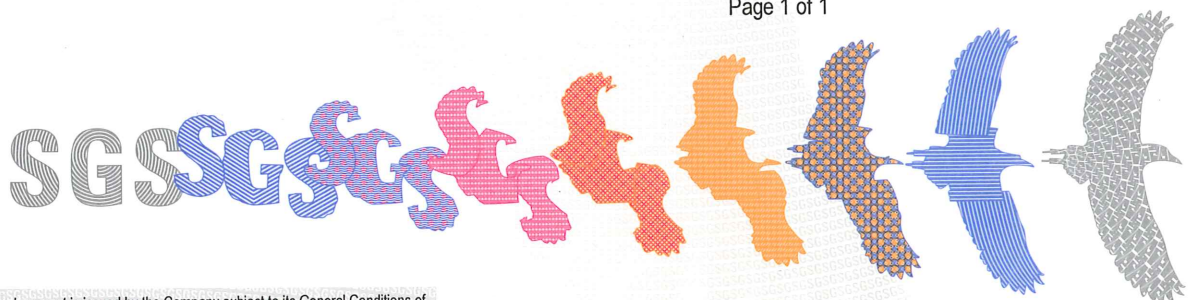 Page 1 of 1
SGS SGS SGS
document is issued by the Company subject to its General Conditions of